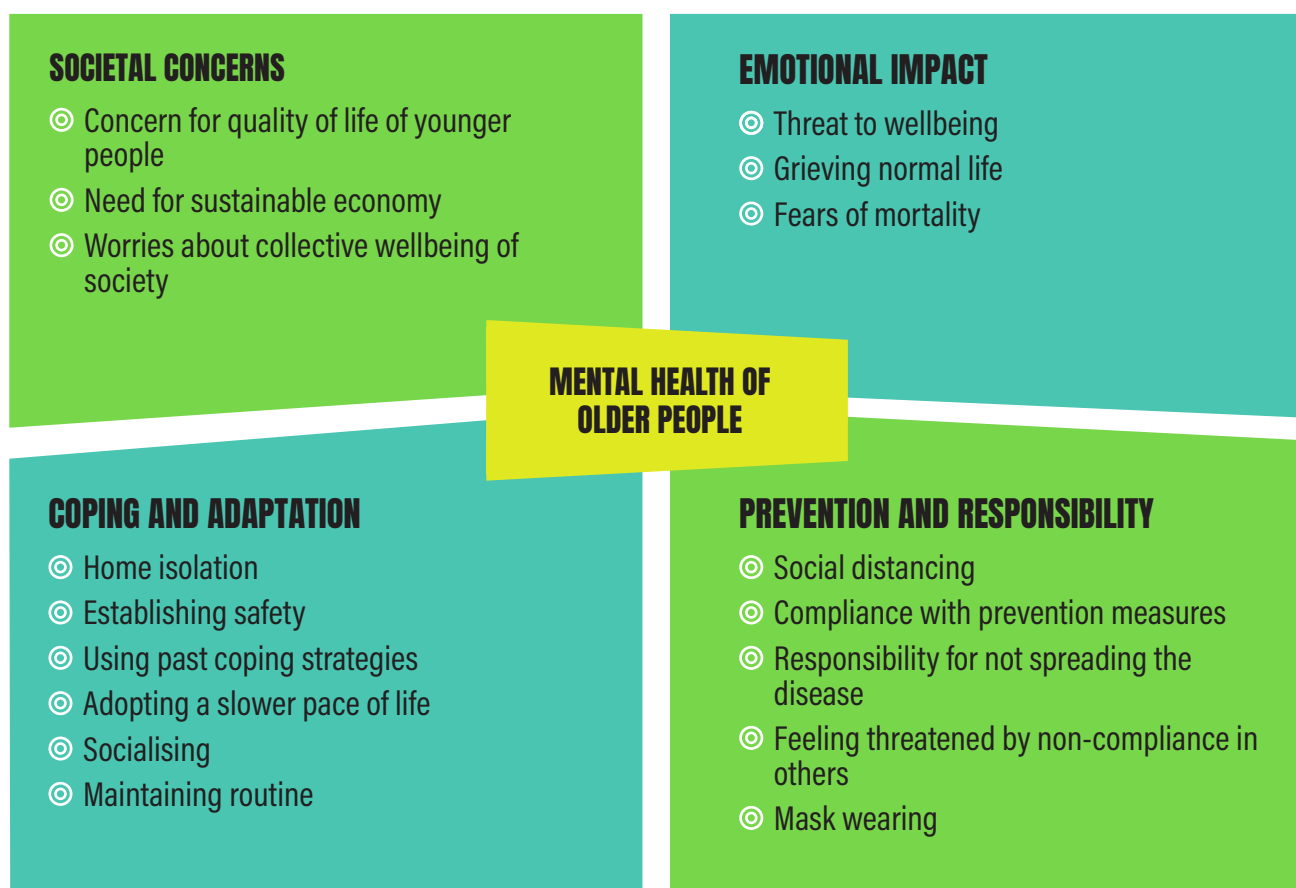 SOCIETAL CONCERNS
Concern for quality of life of younger
people
Need for sustainable economy
Worries about collective wellbeing of
society
EMOTIONAL IMPACT
Threat to wellbeing
Grieving normal life
Fears of mortality
MENTAL HEALTH OF
OLDER PEOPLE
COPING AND ADAPTATION
Home isolation
Establishing safety
Using past coping strategies
Adopting a slower pace of life
Socialising
Maintaining routine
PREVENTION AND RESPONSIBILITY
Social distancing
Compliance with prevention measures
Responsibility for not spreading the
disease
Feeling threatened by non-compliance in
others
Mask wearing